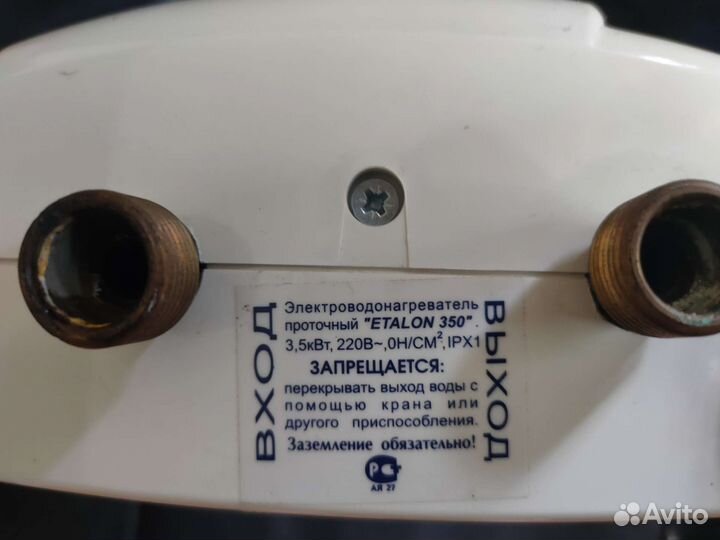 ВХОД
Электроводонагреватель
проточный "ETALON 350" .
3,5кВт, 220В~,0Н/СМ², IPX1
ЗАПРЕЩАЕТСЯ:
перекрывать выход воды с
помощью крана или
другого приспособления.
Заземление обязательно!
РСТ
АЯ 27
ВЫХОД
Avito